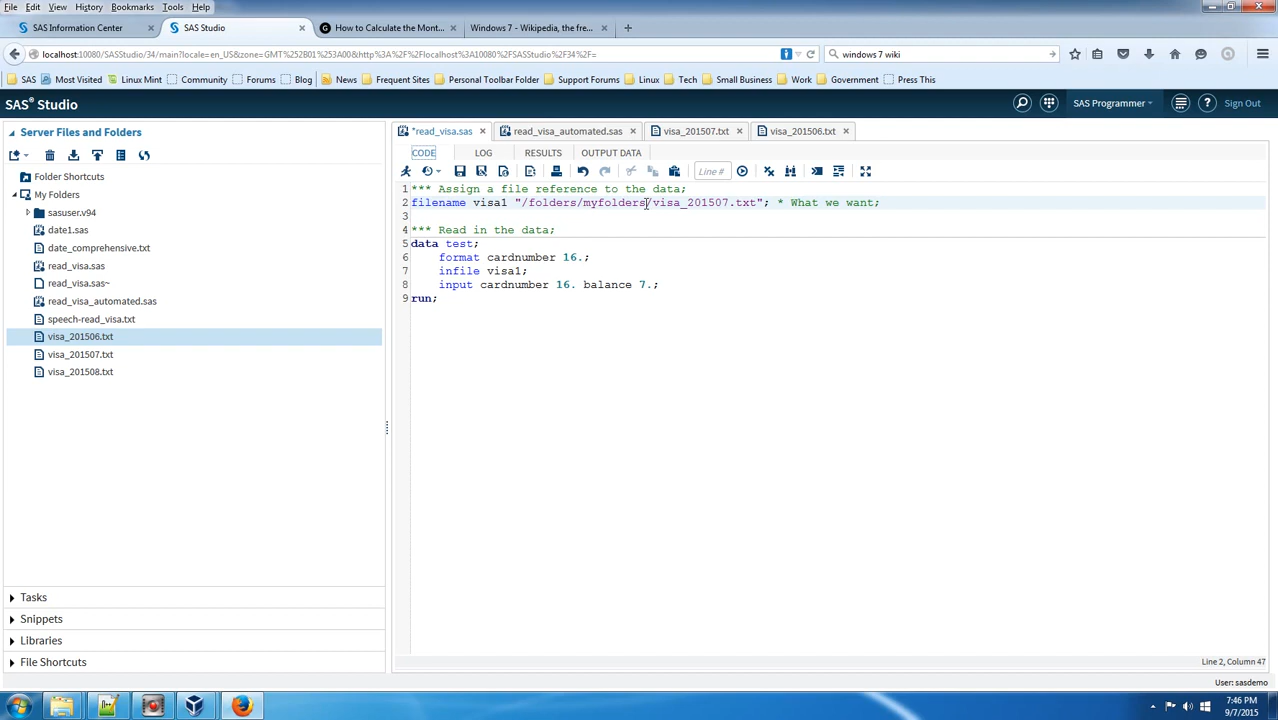 File Edit View History Bookmarks Tools Help
SAS Information Center
SAS Studio
How to Calculate the Mont...
Windows 7 - Wikipedia, the fre...
localhost:10080/SASStudio/34/main?locale=en_US&zone=GMT%252B01%253A00&http%3A%2F%2Flocalhost%3A10080%2FSASStudio%2F34%2F=
windows 7 wiki
SAS Most Visited Linux Mint Community Forums Blog News Frequent Sites Personal Toolbar Folder Support Forums Linux Tech Small Business Work Government Press This
SAS® Studio
SAS Programmer
Sign Out
Server Files and Folders
Folder Shortcuts
My Folders
sasuser.v94
date1.sas
date_comprehensive.txt
read_visa.sas
read_visa.sas~
read_visa_automated.sas
speech-read_visa.txt
visa_201506.txt
visa_201507.txt
visa_201508.txt
Tasks
Snippets
Libraries
File Shortcuts
*read_visa.sas
read_visa_automated.sas
visa_201507.txt
visa_201506.txt
CODE LOG RESULTS OUTPUT DATA
Line #
1 *** Assign a file reference to the data;
2 filename visa1 "/folders/myfolders/visa_201507.txt"; * What we want;
3
4 *** Read in the data;
5 data test;
6 format cardnumber 16.;
7 infile visa1;
8 input cardnumber 16. balance 7.;
9 run;
Line 2, Column 47
User: sasdemo
7:46 PM
9/7/2015